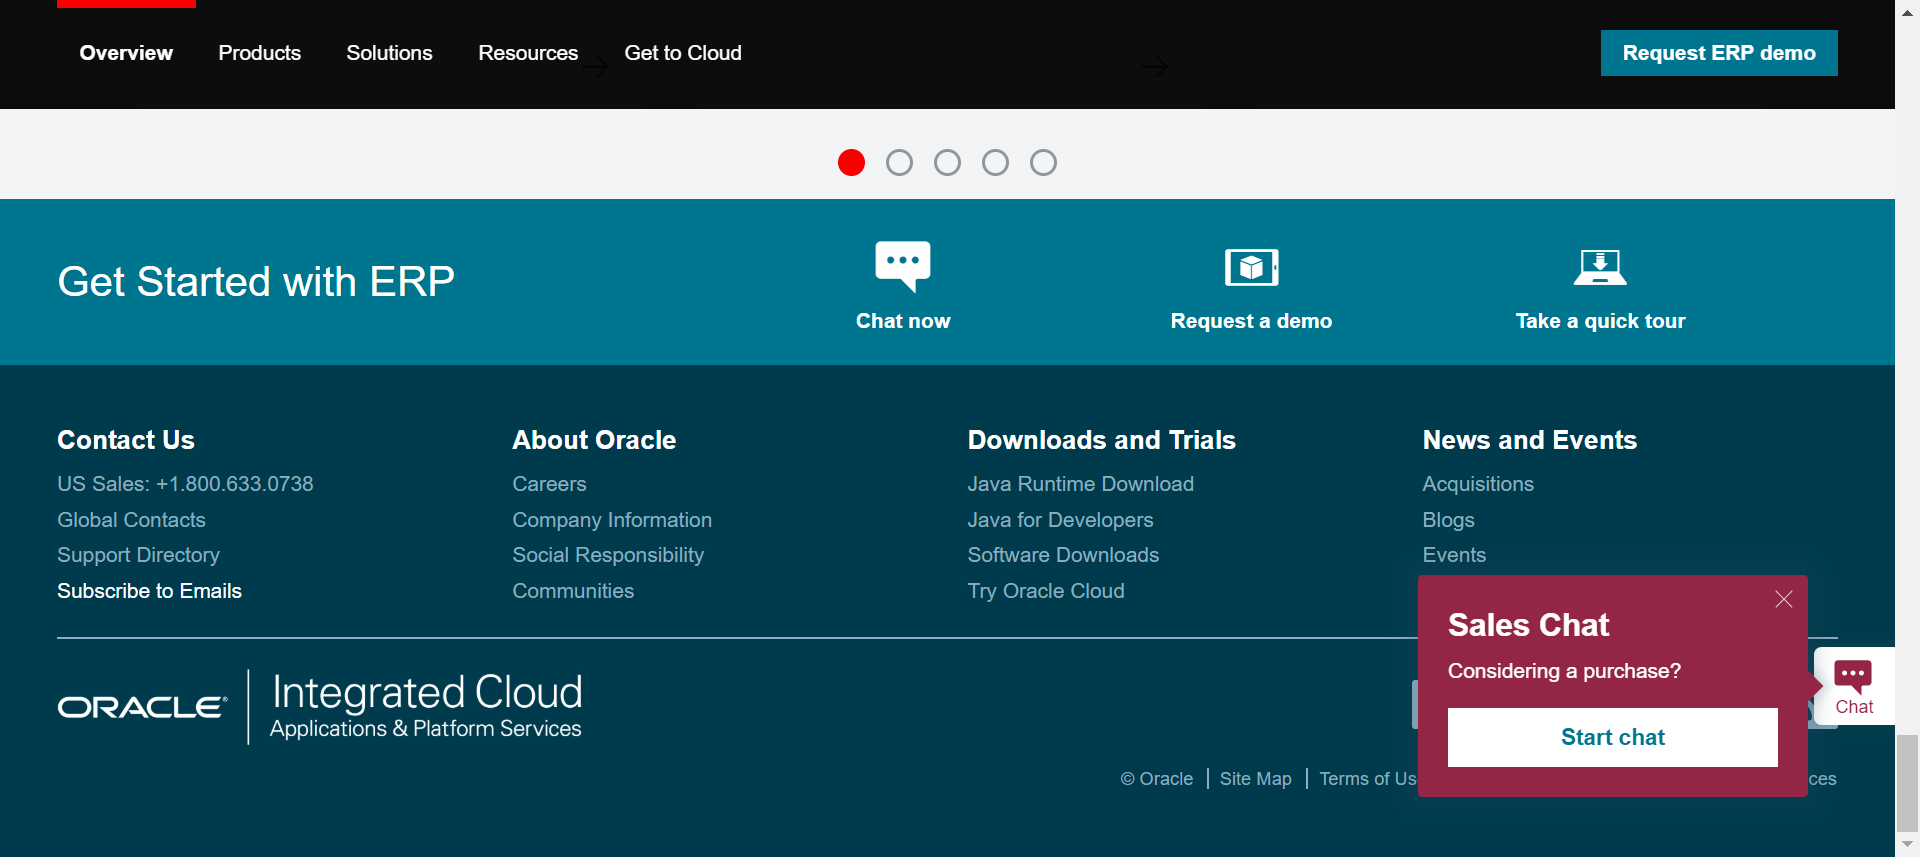 Overview Products Solutions Resources Get to Cloud Request ERP demo
Get Started with ERP
Chat now
Request a demo
Take a quick tour
Contact Us
US Sales: +1.800.633.0738
Global Contacts
Support Directory
Subscribe to Emails
About Oracle
Careers
Company Information
Social Responsibility
Communities
Downloads and Trials
Java Runtime Download
Java for Developers
Software Downloads
Try Oracle Cloud
News and Events
Acquisitions
Blogs
Events
Sales Chat
Considering a purchase?
Start chat
Chat
ORACLE® Integrated Cloud
Applications & Platform Services
© Oracle Site Map Terms of